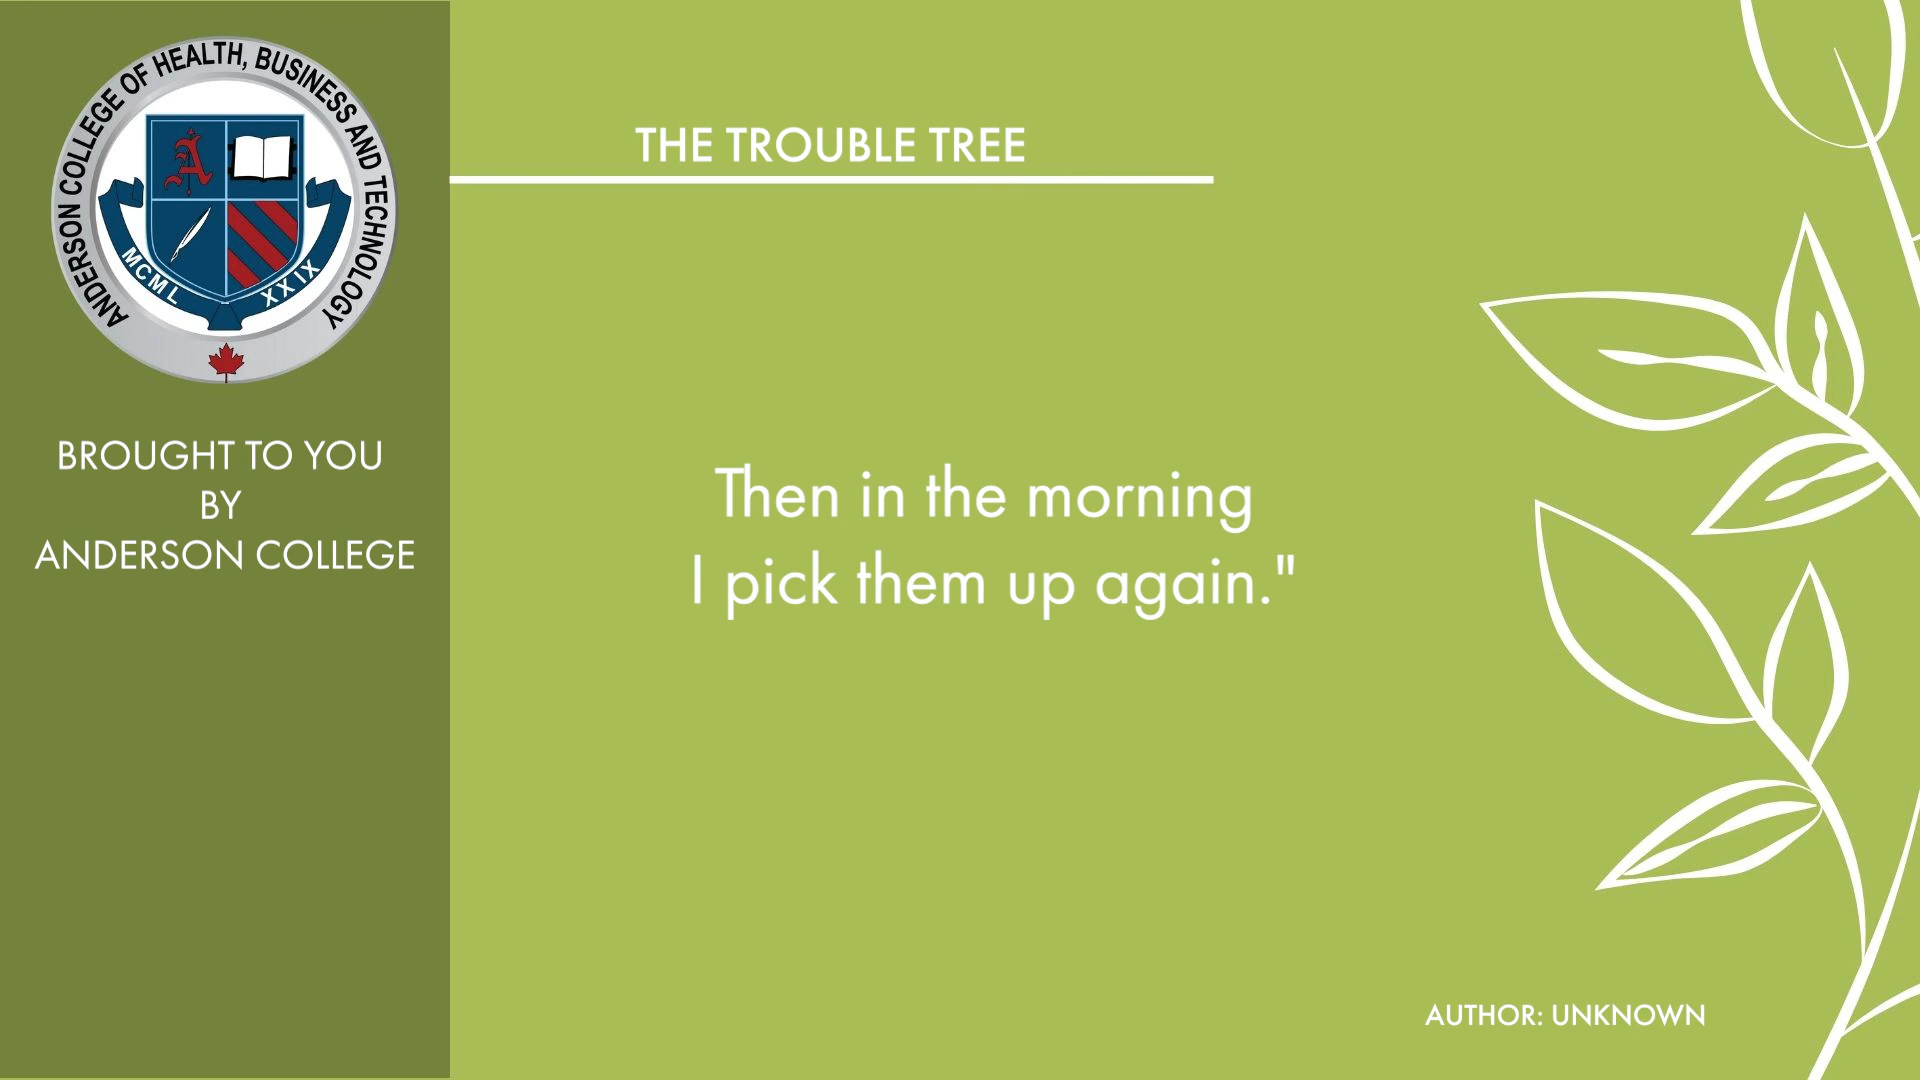 ANDERSON COLLEGE OF HEALTH, BUSINESS AND TECHNOLOGY
A
MCML XXIX
BROUGHT TO YOU
BY
ANDERSON COLLEGE
THE TROUBLE TREE
Then in the morning
I pick them up again."
AUTHOR: UNKNOWN